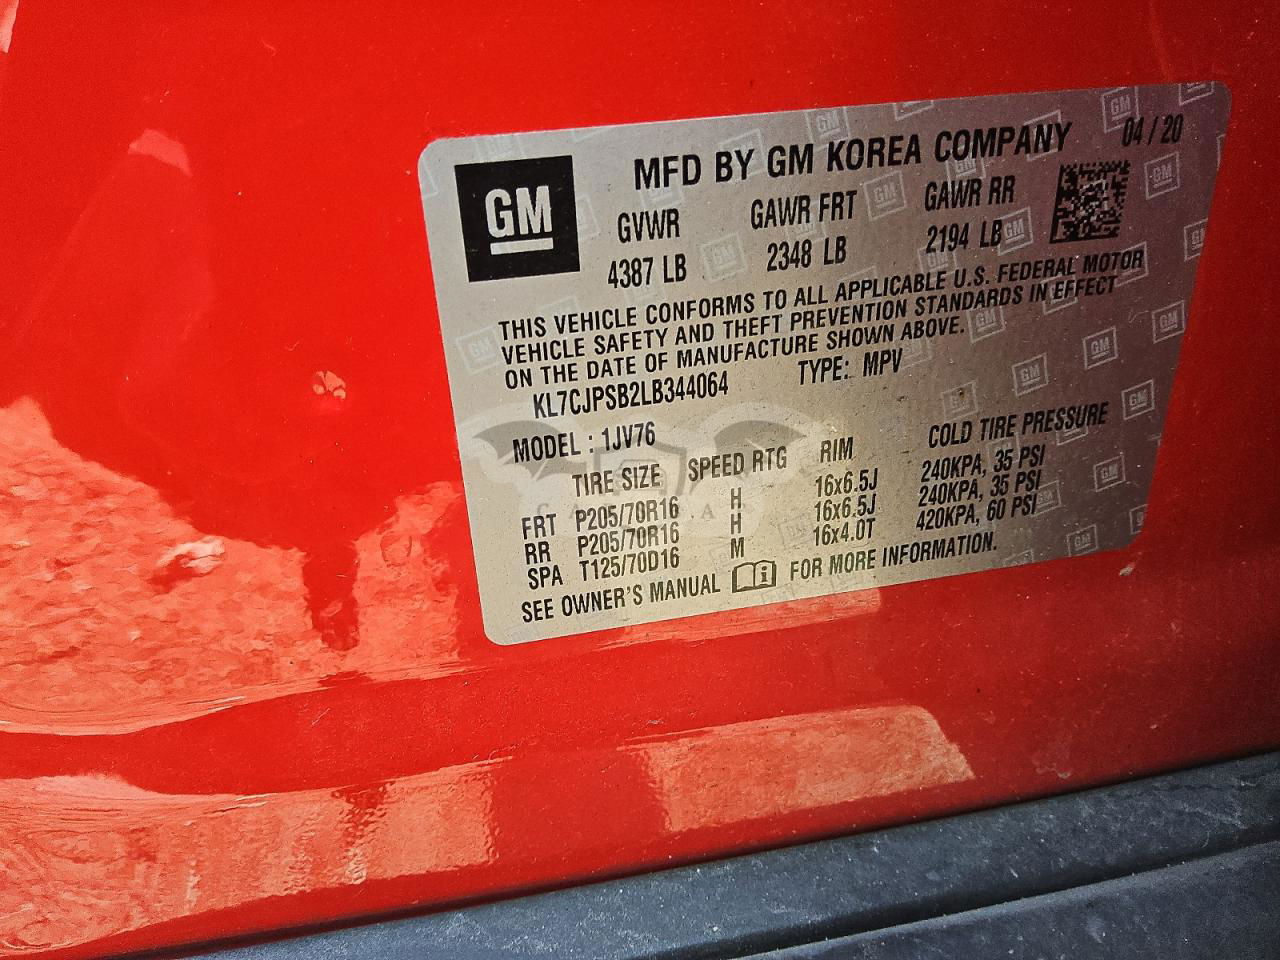 MFD BY GM KOREA COMPANY 04/20
GM
GVWR GAWR FRT GAWR RR
4387 LB 2348 LB 2194 LB
THIS VEHICLE CONFORMS TO ALL APPLICABLE U.S. FEDERAL MOTOR
VEHICLE SAFETY AND THEFT PREVENTION STANDARDS IN EFFECT
ON THE DATE OF MANUFACTURE SHOWN ABOVE.
KL7CJPSB2LB344064 TYPE: MPV
MODEL : 1JV76
TIRE SIZE SPEED RTG RIM COLD TIRE PRESSURE
FRT P205/70R16 H 16x6.5J 240KPA, 35 PSI
RR P205/70R16 H 16x6.5J 240KPA, 35 PSI
SPA T125/70D16 M 16x4.0T 420KPA, 60 PSI
SEE OWNER'S MANUAL FOR MORE INFORMATION.